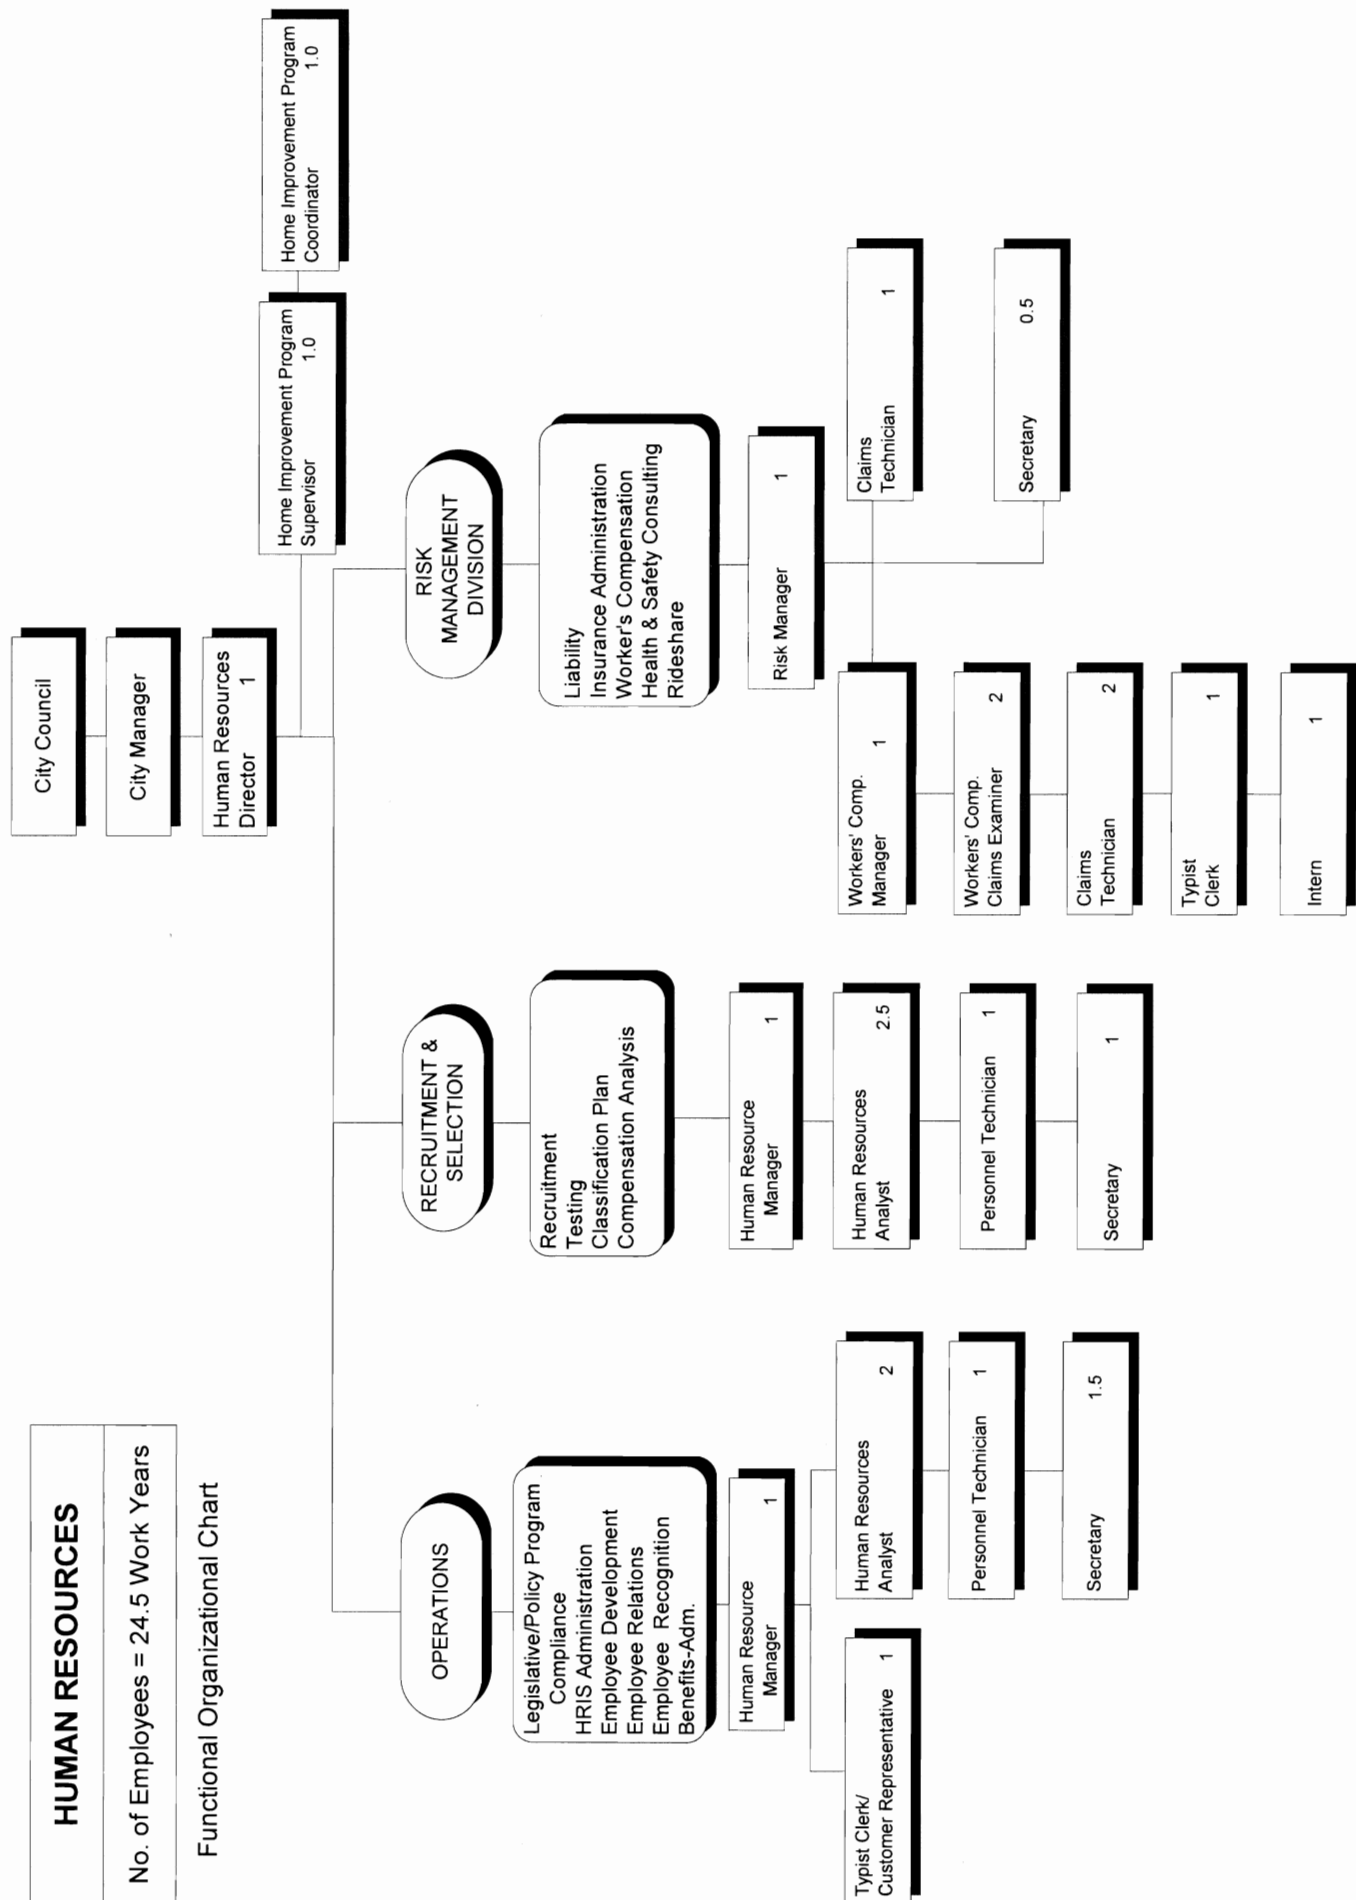 HUMAN RESOURCES
No. of Employees = 24.5 Work Years
Functional Organizational Chart
City Council
City Manager
Human Resources
Director 1
Home Improvement Program
Supervisor 1.0
Home Improvement Program
Coordinator 1.0
OPERATIONS
Legislative/Policy Program
Compliance
HRIS Administration
Employee Development
Employee Relations
Employee Recognition
Benefits-Adm.
Human Resource
Manager 1
Typist Clerk/
Customer Representative 1
Human Resources
Analyst 2
Personnel Technician 1
Secretary 1.5
RECRUITMENT &
SELECTION
Recruitment
Testing
Classification Plan
Compensation Analysis
Human Resource
Manager 1
Human Resources
Analyst 2.5
Personnel Technician 1
Secretary 1
RISK
MANAGEMENT
DIVISION
Liability
Insurance Administration
Worker's Compensation
Health & Safety Consulting
Rideshare
Risk Manager 1
Workers' Comp.
Manager 1
Workers' Comp.
Claims Examiner 2
Claims
Technician 2
Typist
Clerk 1
Intern 1
Claims
Technician 1
Secretary 0.5